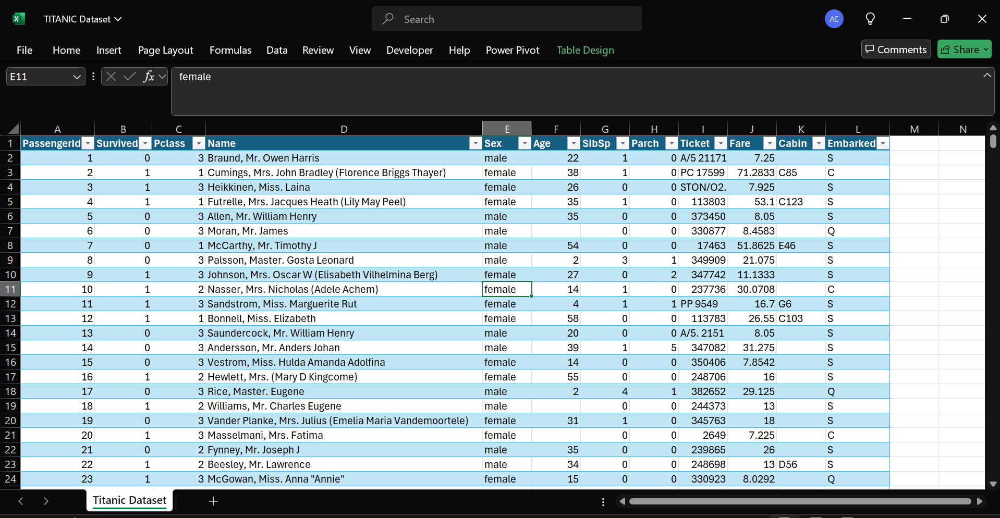 TITANIC Dataset
Search
AE
File Home Insert Page Layout Formulas Data Review View Developer Help Power Pivot Table Design Comments Share
E11 fx female
A B C D E F G H I J K L M N
1 PassengerId Survived Pclass Name Sex Age SibSp Parch Ticket Fare Cabin Embarked
2 1 0 3 Braund, Mr. Owen Harris male 22 1 0 A/5 21171 7.25 S
3 2 1 1 Cumings, Mrs. John Bradley (Florence Briggs Thayer) female 38 1 0 PC 17599 71.2833 C85 C
4 3 1 3 Heikkinen, Miss. Laina female 26 0 0 STON/O2. 7.925 S
5 4 1 1 Futrelle, Mrs. Jacques Heath (Lily May Peel) female 35 1 0 113803 53.1 C123 S
6 5 0 3 Allen, Mr. William Henry male 35 0 0 373450 8.05 S
7 6 0 3 Moran, Mr. James male 0 0 330877 8.4583 Q
8 7 0 1 McCarthy, Mr. Timothy J male 54 0 0 17463 51.8625 E46 S
9 8 0 3 Palsson, Master. Gosta Leonard male 2 3 1 349909 21.075 S
10 9 1 3 Johnson, Mrs. Oscar W (Elisabeth Vilhelmina Berg) female 27 0 2 347742 11.1333 S
11 10 1 2 Nasser, Mrs. Nicholas (Adele Achem) female 14 1 0 237736 30.0708 C
12 11 1 3 Sandstrom, Miss. Marguerite Rut female 4 1 1 PP 9549 16.7 G6 S
13 12 1 1 Bonnell, Miss. Elizabeth female 58 0 0 113783 26.55 C103 S
14 13 0 3 Saundercock, Mr. William Henry male 20 0 0 A/5. 2151 8.05 S
15 14 0 3 Andersson, Mr. Anders Johan male 39 1 5 347082 31.275 S
16 15 0 3 Vestrom, Miss. Hulda Amanda Adolfina female 14 0 0 350406 7.8542 S
17 16 1 2 Hewlett, Mrs. (Mary D Kingcome) female 55 0 0 248706 16 S
18 17 0 3 Rice, Master. Eugene male 2 4 1 382652 29.125 Q
19 18 1 2 Williams, Mr. Charles Eugene male 0 0 244373 13 S
20 19 0 3 Vander Planke, Mrs. Julius (Emelia Maria Vandemoortele) female 31 1 0 345763 18 S
21 20 1 3 Masselmani, Mrs. Fatima female 0 0 2649 7.225 C
22 21 0 2 Fynney, Mr. Joseph J male 35 0 0 239865 26 S
23 22 1 2 Beesley, Mr. Lawrence male 34 0 0 248698 13 D56 S
24 23 1 3 McGowan, Miss. Anna "Annie" female 15 0 0 330923 8.0292 Q
Titanic Dataset